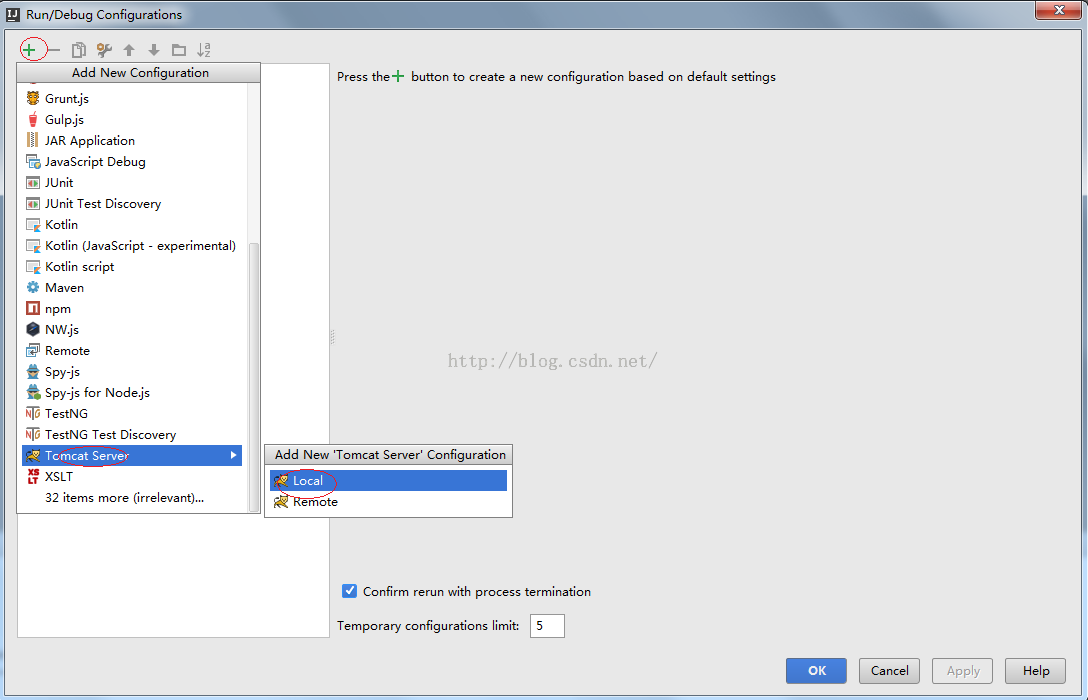 Run/Debug Configurations
Add New Configuration
Press the + button to create a new configuration based on default settings
Grunt.js
Gulp.js
JAR Application
JavaScript Debug
JUnit
JUnit Test Discovery
Kotlin
Kotlin (JavaScript - experimental)
Kotlin script
Maven
npm
NW.js
Remote
http://blog.csdn.net/
Spy-js
Spy-js for Node.js
TestNG
TestNG Test Discovery
Tomcat Server
XSLT
32 items more (irrelevant)...
Add New 'Tomcat Server' Configuration
Local
Remote
Confirm rerun with process termination
Temporary configurations limit: 5
OK Cancel Apply Help